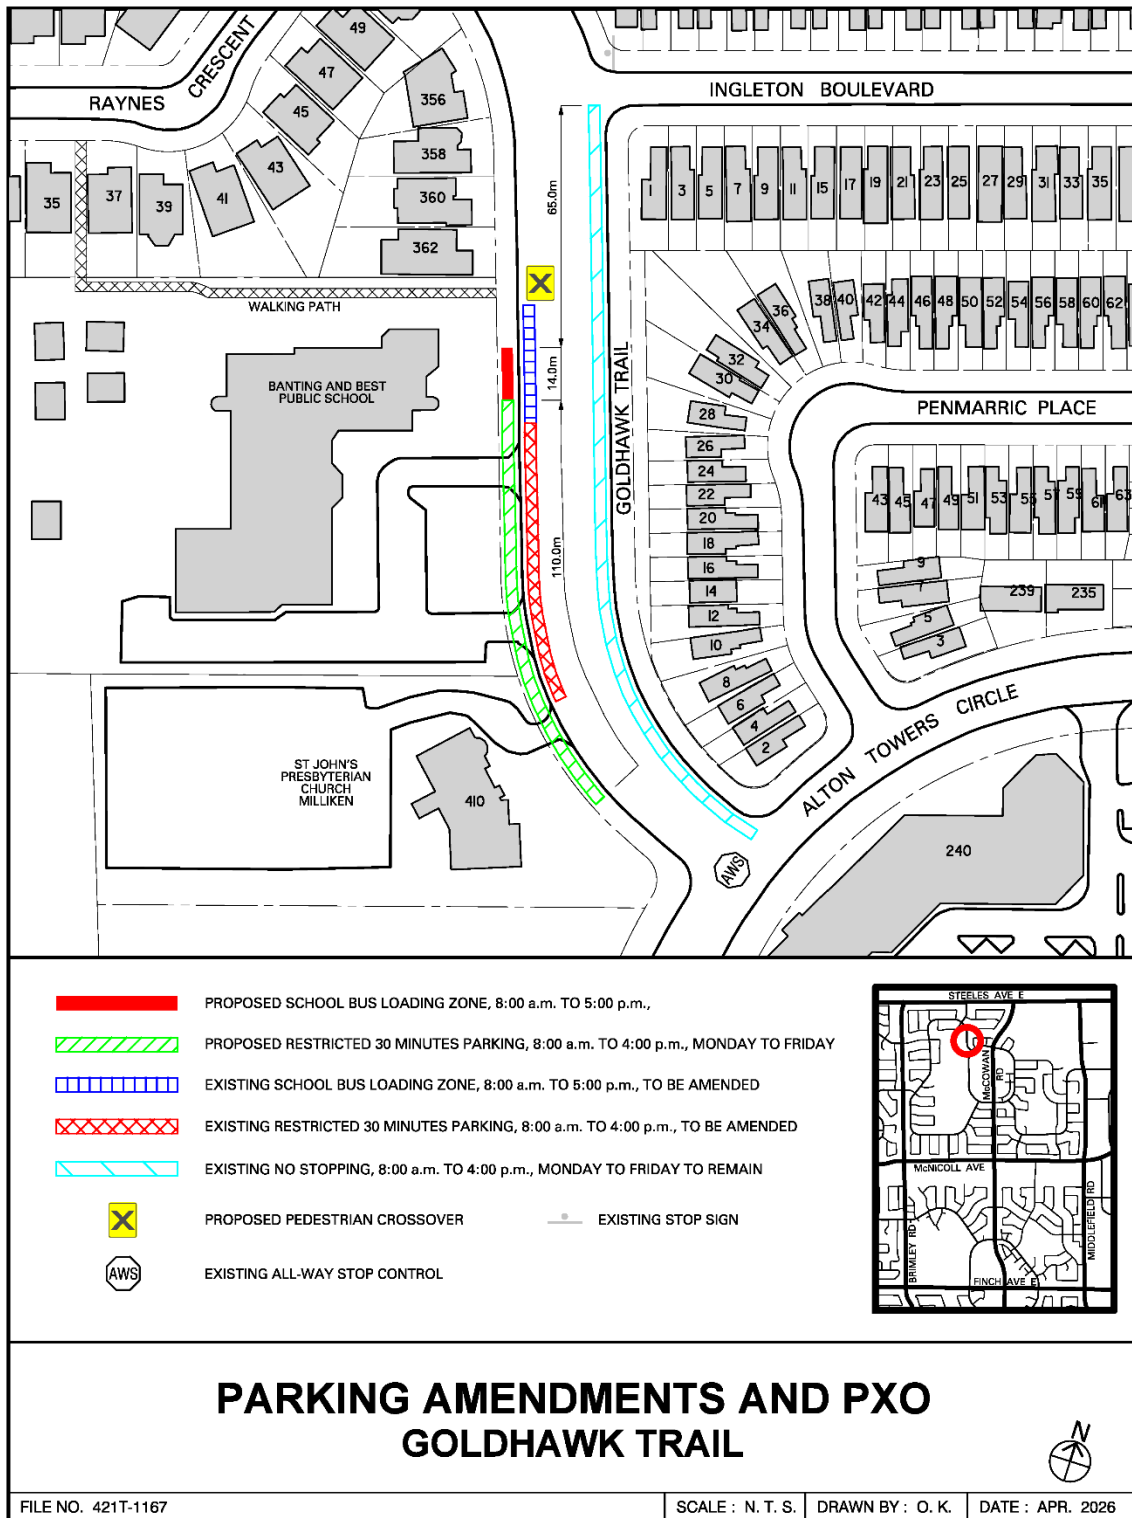 RAYNES CRESCENT
INGLETON BOULEVARD
49
47
45
43
41
39
37
35
356
358
360
362
65.0m
14.0m
110.0m
WALKING PATH
BANTING AND BEST
PUBLIC SCHOOL
GOLDHAWK TRAIL
1 3 5 7 9 11 15 17 19 21 23 25 27 29 31 33 35
38 40 42 44 46 48 50 52 54 56 58 60 62
36
34
32
30
28
26
24
22
20
18
16
14
12
10
8
6
4
2
PENMARRIC PLACE
43 45 47 49 51 53 55 57 59 61 63
9
7
5
3
239 235
ALTON TOWERS CIRCLE
ST JOHN'S
PRESBYTERIAN
CHURCH
MILLIKEN
410
AWS
240
PROPOSED SCHOOL BUS LOADING ZONE, 8:00 a.m. TO 5:00 p.m.,
PROPOSED RESTRICTED 30 MINUTES PARKING, 8:00 a.m. TO 4:00 p.m., MONDAY TO FRIDAY
EXISTING SCHOOL BUS LOADING ZONE, 8:00 a.m. TO 5:00 p.m., TO BE AMENDED
EXISTING RESTRICTED 30 MINUTES PARKING, 8:00 a.m. TO 4:00 p.m., TO BE AMENDED
EXISTING NO STOPPING, 8:00 a.m. TO 4:00 p.m., MONDAY TO FRIDAY TO REMAIN
X PROPOSED PEDESTRIAN CROSSOVER EXISTING STOP SIGN
AWS EXISTING ALL-WAY STOP CONTROL
STEELES AVE E
McCOWAN RD
McNICOLL AVE
BRIMLEY RD
MIDDLEFIELD RD
FINCH AVE E
PARKING AMENDMENTS AND PXO
GOLDHAWK TRAIL
N
FILE NO. 421T-1167 SCALE : N. T. S. DRAWN BY : O. K. DATE : APR. 2026